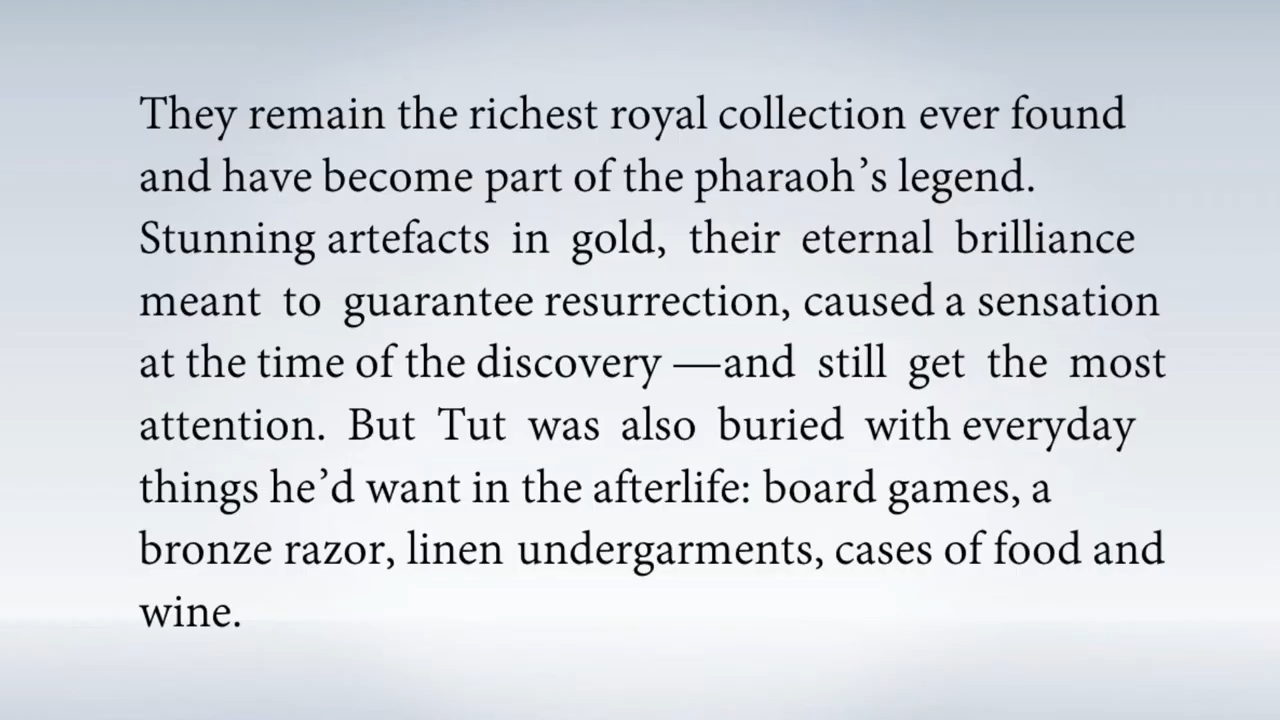 They remain the richest royal collection ever found
and have become part of the pharaoh’s legend.
Stunning artefacts in gold, their eternal brilliance
meant to guarantee resurrection, caused a sensation
at the time of the discovery —and still get the most
attention. But Tut was also buried with everyday
things he’d want in the afterlife: board games, a
bronze razor, linen undergarments, cases of food and
wine.